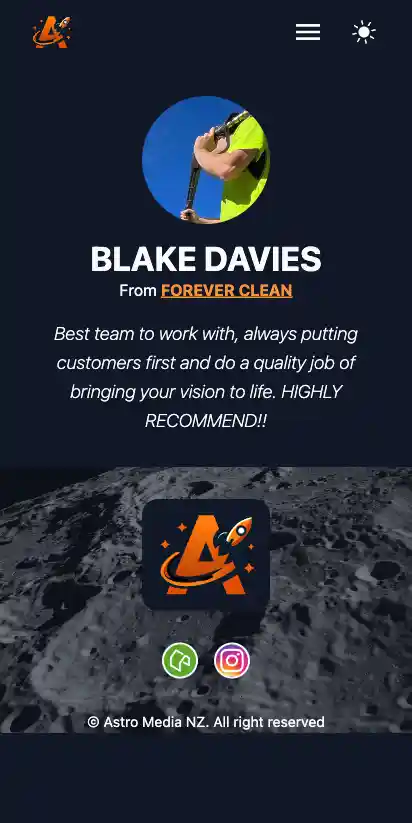 BLAKE DAVIES
From FOREVER CLEAN
Best team to work with, always putting
customers first and do a quality job of
bringing your vision to life. HIGHLY
RECOMMEND!!
© Astro Media NZ. All right reserved